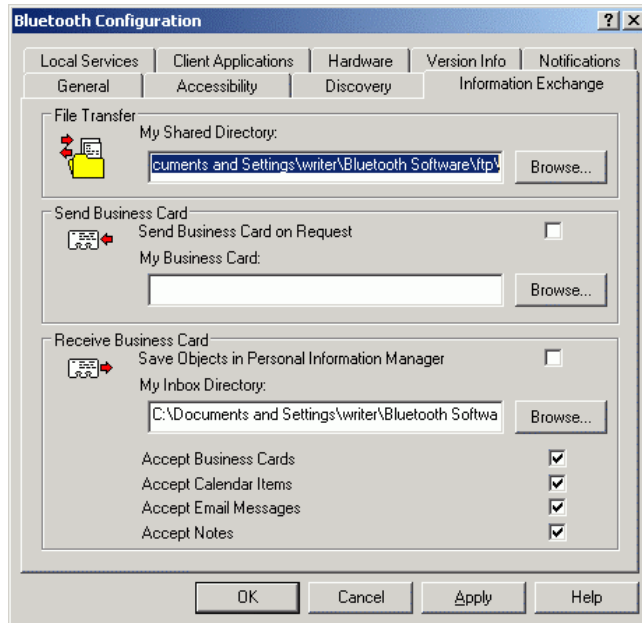 Bluetooth Configuration
Local Services Client Applications Hardware Version Info Notifications
General Accessibility Discovery Information Exchange
File Transfer
My Shared Directory:
cuments and Settings\writer\Bluetooth Software\ftp\
Browse...
Send Business Card
Send Business Card on Request
My Business Card:
Browse...
Receive Business Card
Save Objects in Personal Information Manager
My Inbox Directory:
C:\Documents and Settings\writer\Bluetooth Softwa
Browse...
Accept Business Cards
Accept Calendar Items
Accept Email Messages
Accept Notes
OK Cancel Apply Help